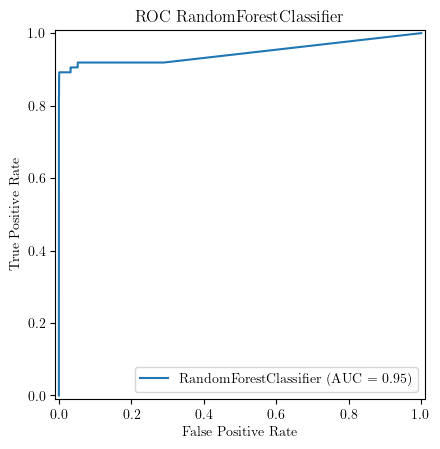 ROC RandomForestClassifier
1.0
0.8
0.6
0.4
0.2
0.0
True Positive Rate
RandomForestClassifier (AUC = 0.95)
0.0 0.2 0.4 0.6 0.8 1.0
False Positive Rate